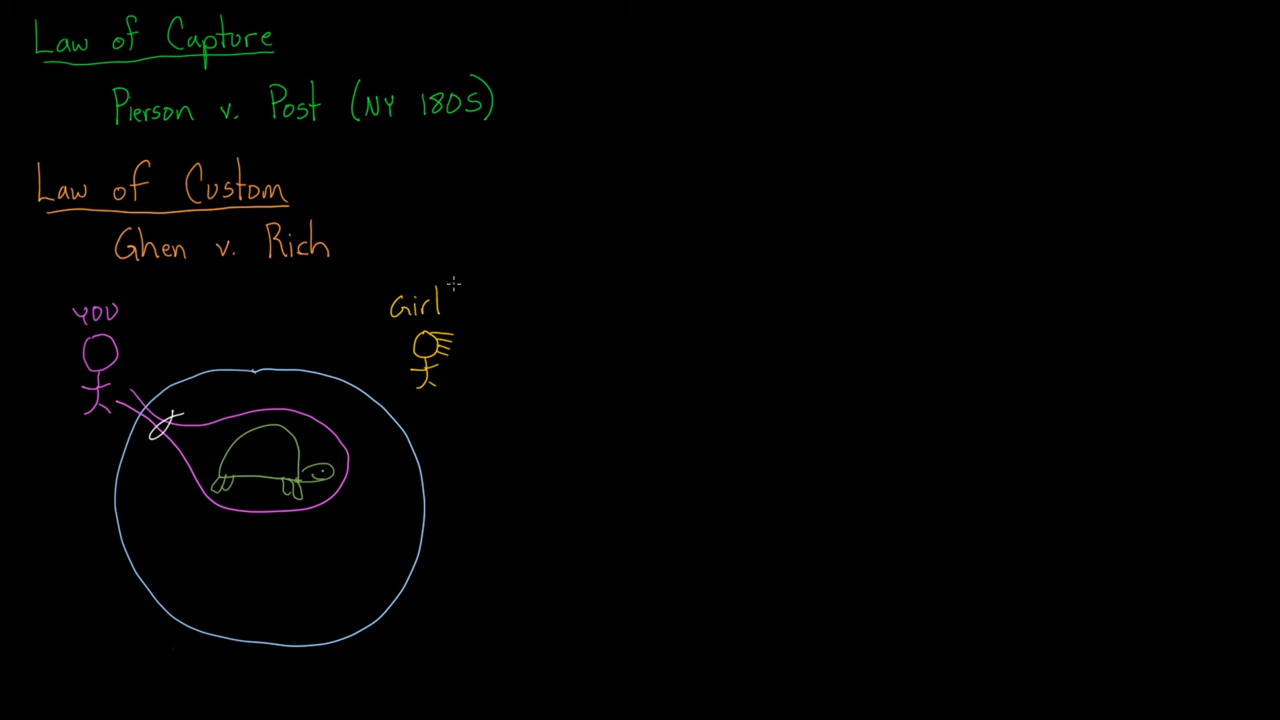 Law of Capture
Pierson v. Post (NY 1805)
Law of Custom
Ghen v. Rich
YOU
Girl